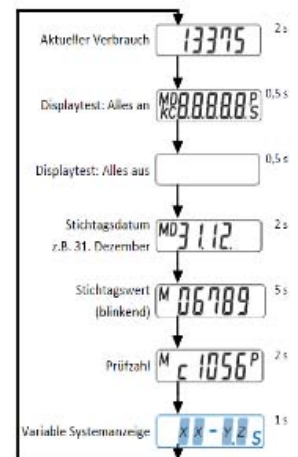 Aktueller Verbrauch 13375 2 s
Displaytest: Alles an MD KC 8.8.8.8.8. P S 0,5 s
Displaytest: Alles aus 0,5 s
Stichtagsdatum
z.B. 31. Dezember MD 31.12. 2 s
Stichtagswert
(blinkend) M 06789 5 s
Prüfzahl M c 1056 P 2 s
Variable Systemanzeige XX-Y.Z S 1 s